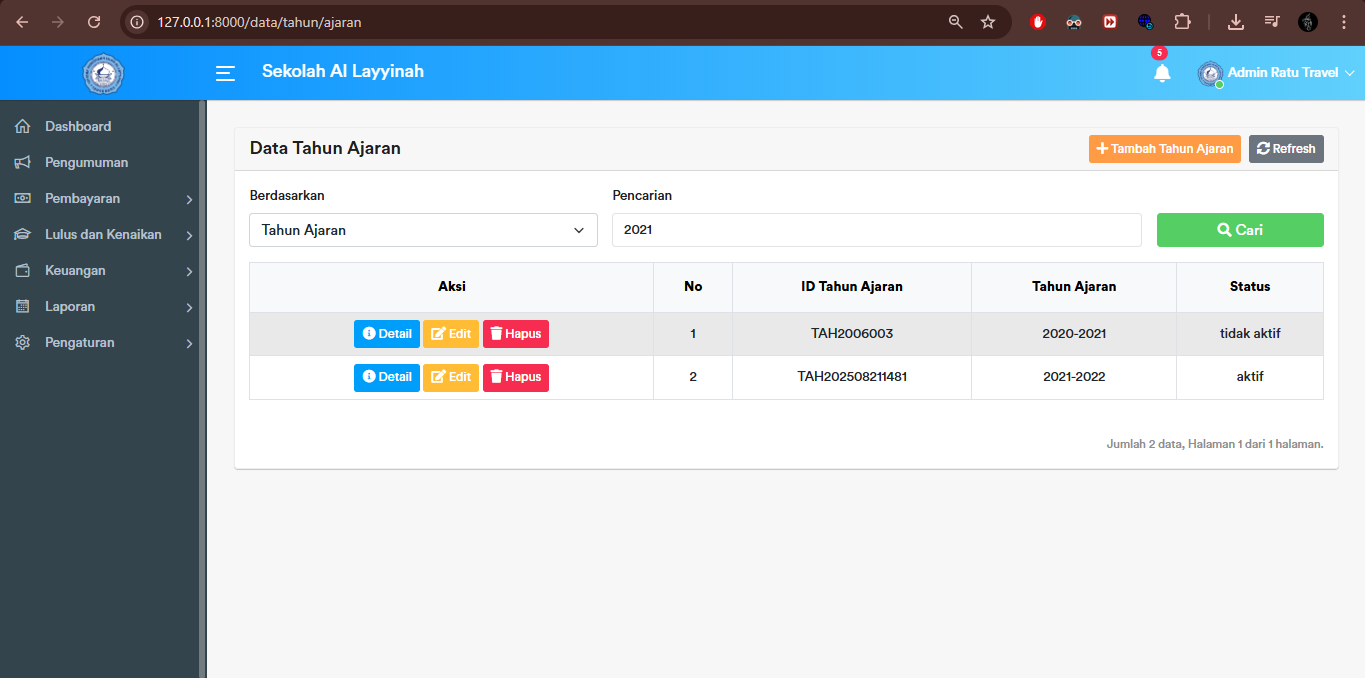 127.0.0.1:8000/data/tahun/ajaran
Sekolah Al Layyinah
5
Admin Ratu Travel
Dashboard
Pengumuman
Pembayaran
Lulus dan Kenaikan
Keuangan
Laporan
Pengaturan
Data Tahun Ajaran
Tambah Tahun Ajaran
Refresh
Berdasarkan
Pencarian
Tahun Ajaran
2021
Cari
Aksi No ID Tahun Ajaran Tahun Ajaran Status
Detail Edit Hapus 1 TAH2006003 2020-2021 tidak aktif
Detail Edit Hapus 2 TAH202508211481 2021-2022 aktif
Jumlah 2 data, Halaman 1 dari 1 halaman.